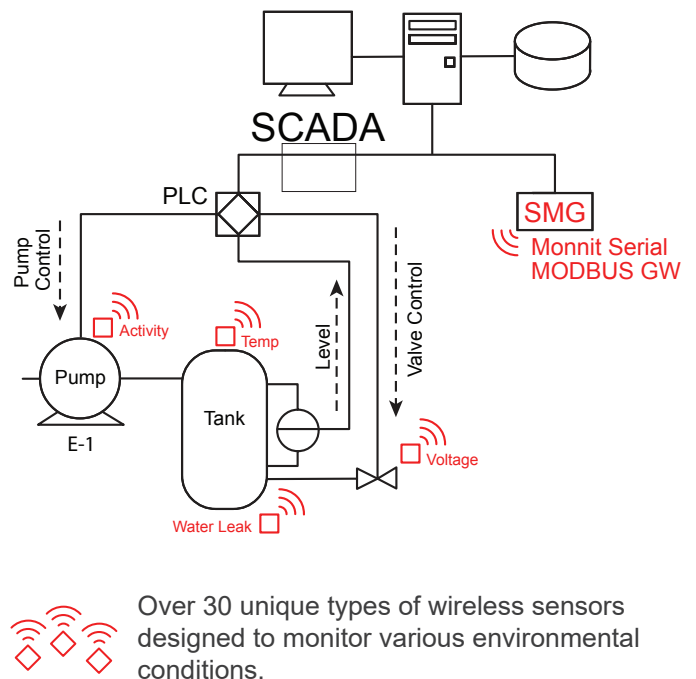 SCADA
PLC
SMG
Monnit Serial
MODBUS GW
Pump
Control
Activity
Temp
Level
Valve Control
Pump
Tank
E-1
Voltage
Water Leak
Over 30 unique types of wireless sensors
designed to monitor various environmental
conditions.